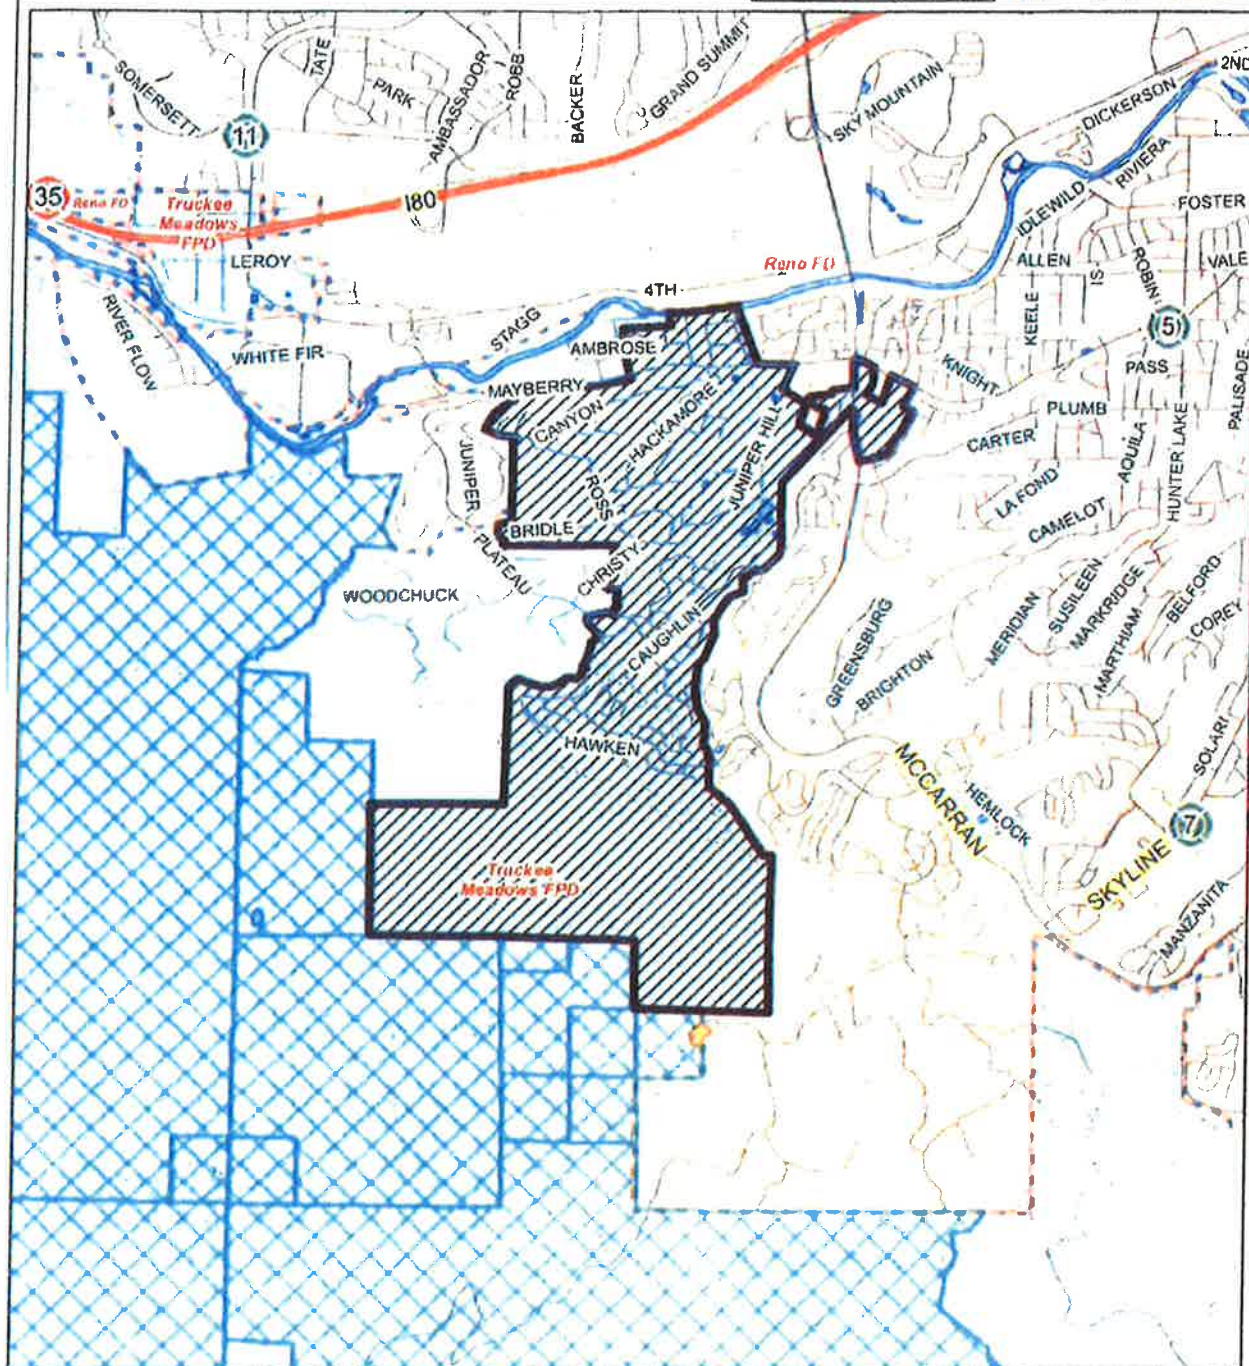 SOMERSETT
TATE
PARK
AMBASSADOR
ROBB
BACKER
GRAND SUMMIT
SKY MOUNTAIN
DICKERSON
2ND
11
35
Reno FD
Truckee
Meadows
FPD
I80
LEROY
RIVER FLOW
WHITE FIR
STAGG
4TH
Reno FD
IDLEWILD
RIVIERA
FOSTER
ALLEN
IS
ROBIN
VALE
KEELE
5
AMBROSE
MAYBERRY
CANYON
HACKAMORE
JUNIPER HILL
KNIGHT
PASS
PLUMB
PALISADE
CARTER
AQUILA
HUNTER LAKE
JUNIPER
ROSS
BRIDLE
PLATEAU
CHRISTY
LA FOND
CAMELOT
WOODCHUCK
CAUGHLIN
GREENSBURG
BRIGHTON
MERIDIAN
SUSILEEN
MARKRIDGE
MARTHIAM
BELFORD
COREY
HAWKEN
SOLARI
MCCARRAN
HEMLOCK
7
SKYLINE
MANZANITA
Truckee
Meadows FPD